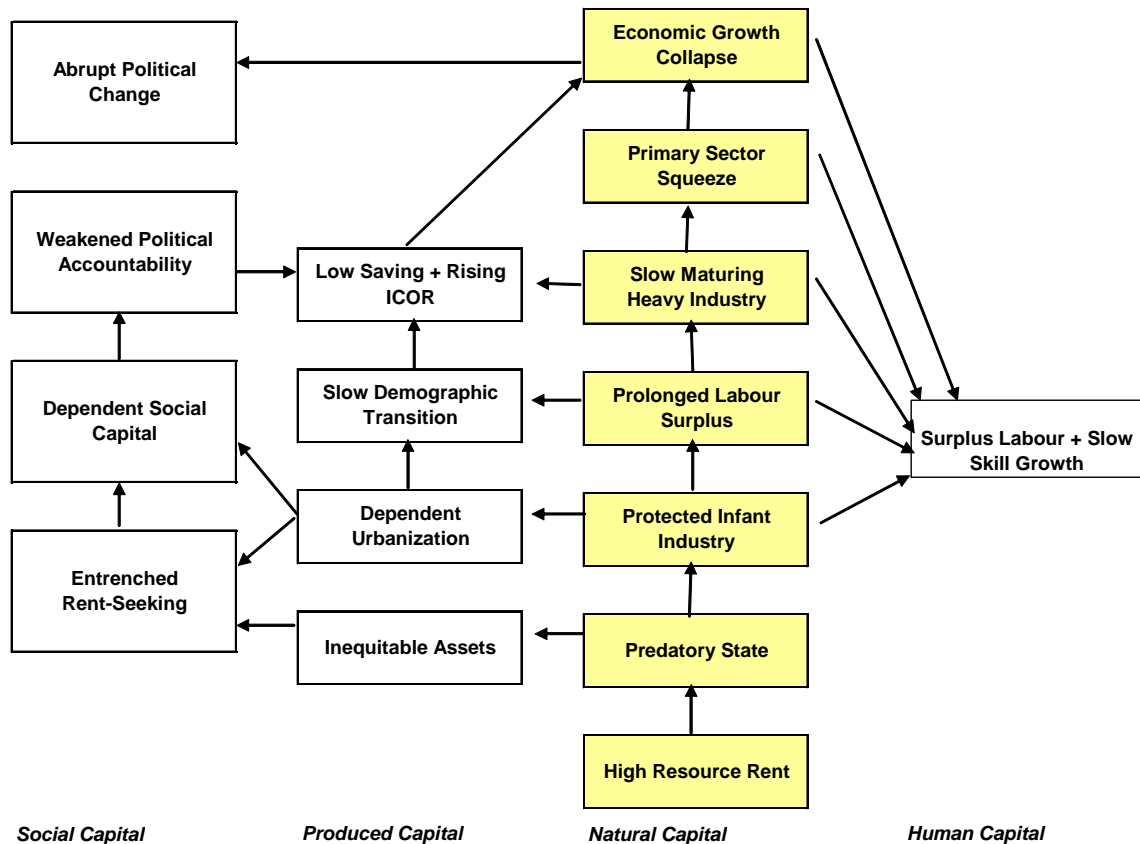 Economic Growth
Collapse
Abrupt Political
Change
Primary Sector
Squeeze
Weakened Political
Accountability
Low Saving + Rising
ICOR
Slow Maturing
Heavy Industry
Dependent Social
Capital
Slow Demographic
Transition
Prolonged Labour
Surplus
Surplus Labour + Slow
Skill Growth
Dependent
Urbanization
Protected Infant
Industry
Entrenched
Rent-Seeking
Inequitable Assets
Predatory State
High Resource Rent
Social Capital
Produced Capital
Natural Capital
Human Capital